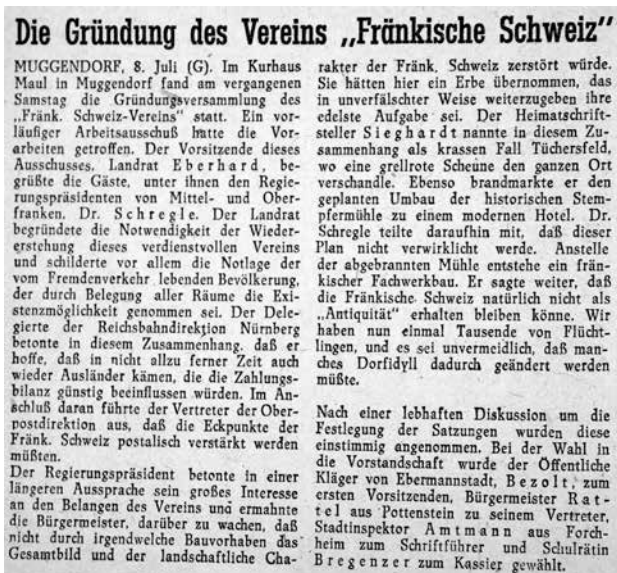 Die Gründung des Vereins „Fränkische Schweiz"
MUGGENDORF, 8. Juli (G). Im Kurhaus
Maul in Muggendorf fand am vergangenen
Samstag die Gründungsversammlung des
„Fränk. Schweiz-Vereins" statt. Ein vor-
läufiger Arbeitsausschuß hatte die Vor-
arbeiten getroffen. Der Vorsitzende dieses
Ausschusses, Landrat Eberhard, be-
grüßte die Gäste, unter ihnen den Regie-
rungspräsidenten von Mittel- und Ober-
franken, Dr. Schregle. Der Landrat
begründete die Notwendigkeit der Wieder-
erstehung dieses verdienstvollen Vereins
und schilderte vor allem die Notlage der
vom Fremdenverkehr lebenden Bevölkerung,
der durch Belegung aller Räume die Exi-
stenzmöglichkeit genommen sei. Der Dele-
gierte der Reichsbahndirektion Nürnberg
betonte in diesem Zusammenhang, daß er
hoffe, daß in nicht allzu ferner Zeit auch
wieder Ausländer kämen, die die Zahlungs-
bilanz günstig beeinflussen würden. Im An-
schluß daran führte der Vertreter der Ober-
postdirektion aus, daß die Eckpunkte der
Fränk. Schweiz postalisch verstärkt werden
müßten.
Der Regierungspräsident betonte in einer
längeren Aussprache sein großes Interesse
an den Belangen des Vereins und ermahnte
die Bürgermeister, darüber zu wachen, daß
nicht durch irgendwelche Bauvorhaben das
Gesamtbild und der landschaftliche Cha-
rakter der Fränk. Schweiz zerstört würde.
Sie hätten hier ein Erbe übernommen, das
in unverfälschter Weise weiterzugeben ihre
edelste Aufgabe sei. Der Heimatschrift-
steller Sieghardt nannte in diesem Zu-
sammenhang als krassen Fall Tüchersfeld,
wo eine grellrote Scheune den ganzen Ort
verschandle. Ebenso brandmarkte er den
geplanten Umbau der historischen Stem-
pfermühle zu einem modernen Hotel. Dr.
Schregle teilte daraufhin mit, daß dieser
Plan nicht verwirklicht werde. Anstelle
der abgebrannten Mühle entstehe ein frän-
kischer Fachwerkbau. Er sagte weiter, daß
die Fränkische Schweiz natürlich nicht als
„Antiquität" erhalten bleiben könne. Wir
haben nun einmal Tausende von Flücht-
lingen, und es sei unvermeidlich, daß man-
ches Dorfidyll dadurch geändert werden
müßte.
Nach einer lebhaften Diskussion um die
Festlegung der Satzungen wurden diese
einstimmig angenommen. Bei der Wahl in
die Vorstandschaft wurde der Öffentliche
Kläger von Ebermannstadt, Bezolt, zum
ersten Vorsitzenden, Bürgermeister Rat-
tel aus Pottenstein zu seinem Vertreter,
Stadtinspektor Amtmann aus Forch-
heim zum Schriftführer und Schulrätin
Bregenzer zum Kassier gewählt.